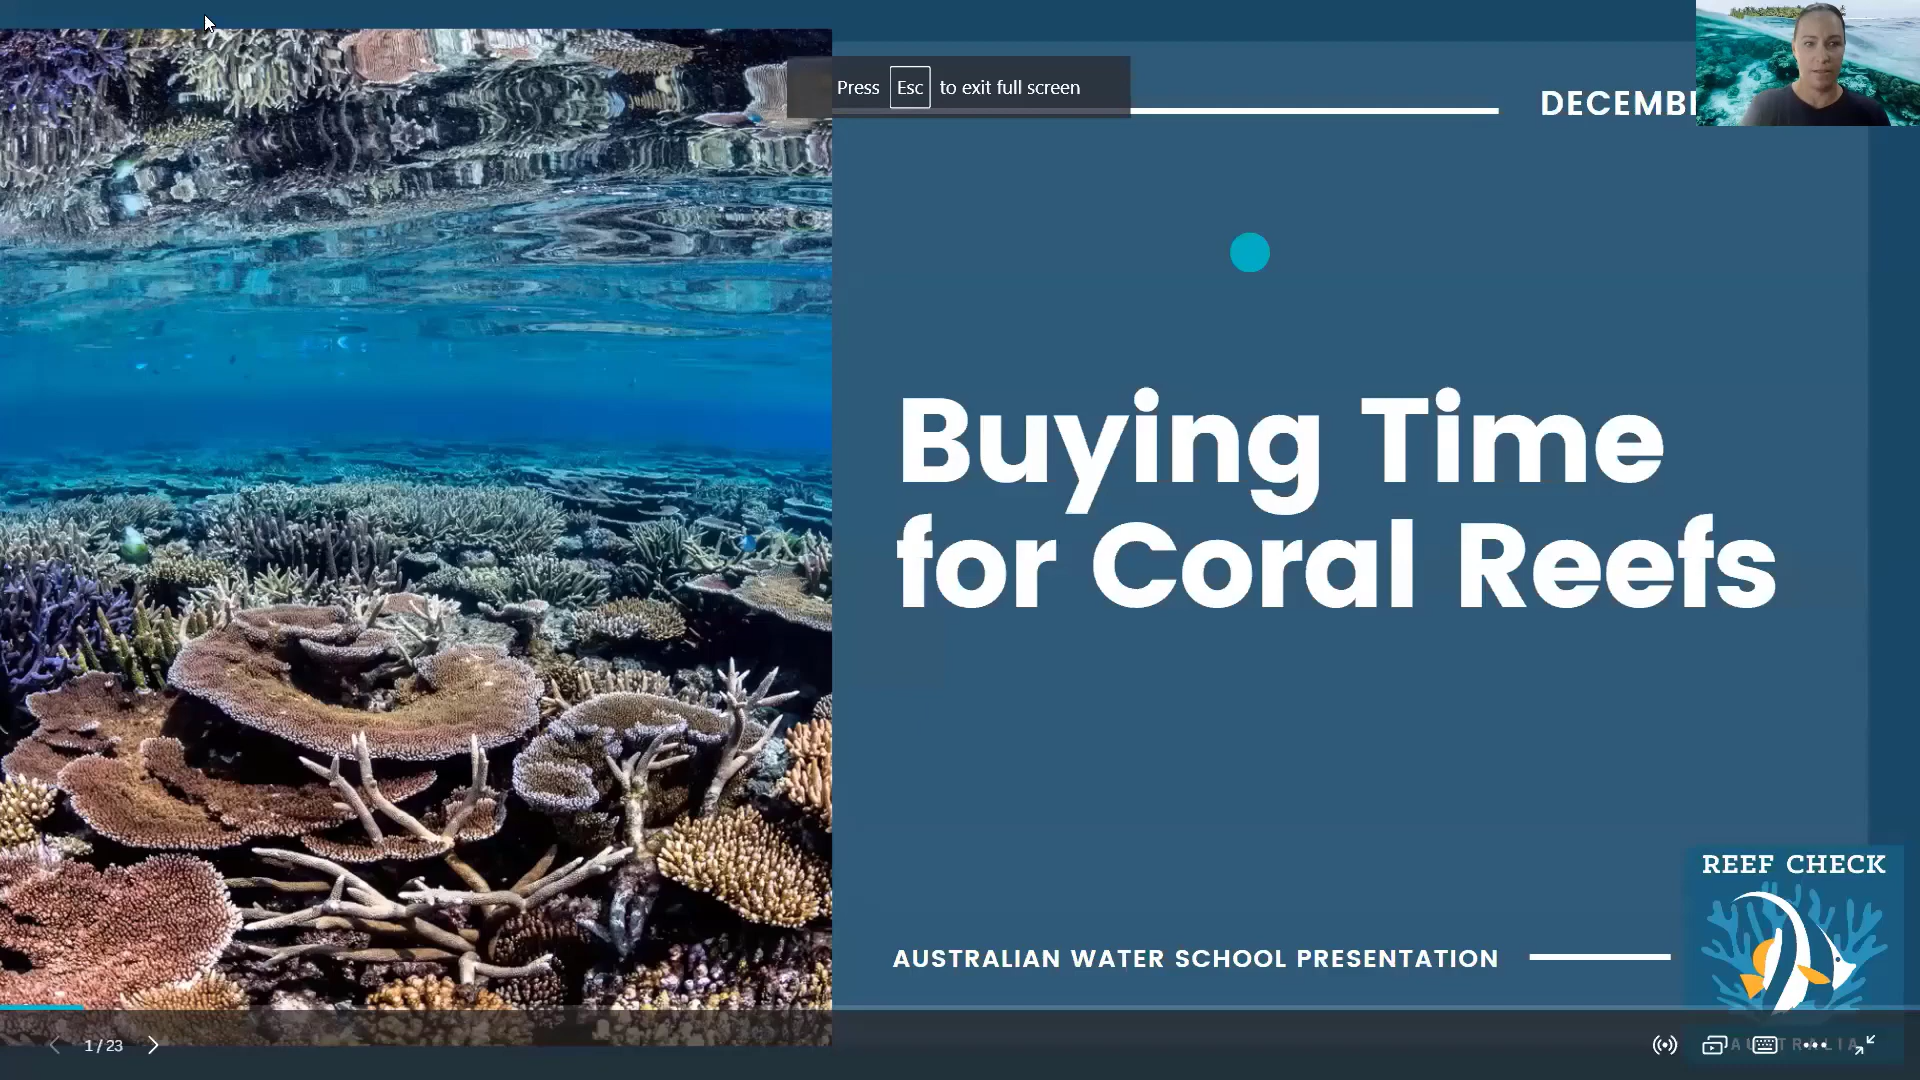 Press Esc to exit full screen
DECEMB
Buying Time
for Coral Reefs
REEF CHECK
AUSTRALIAN WATER SCHOOL PRESENTATION
1 / 23
AUSTRALIA